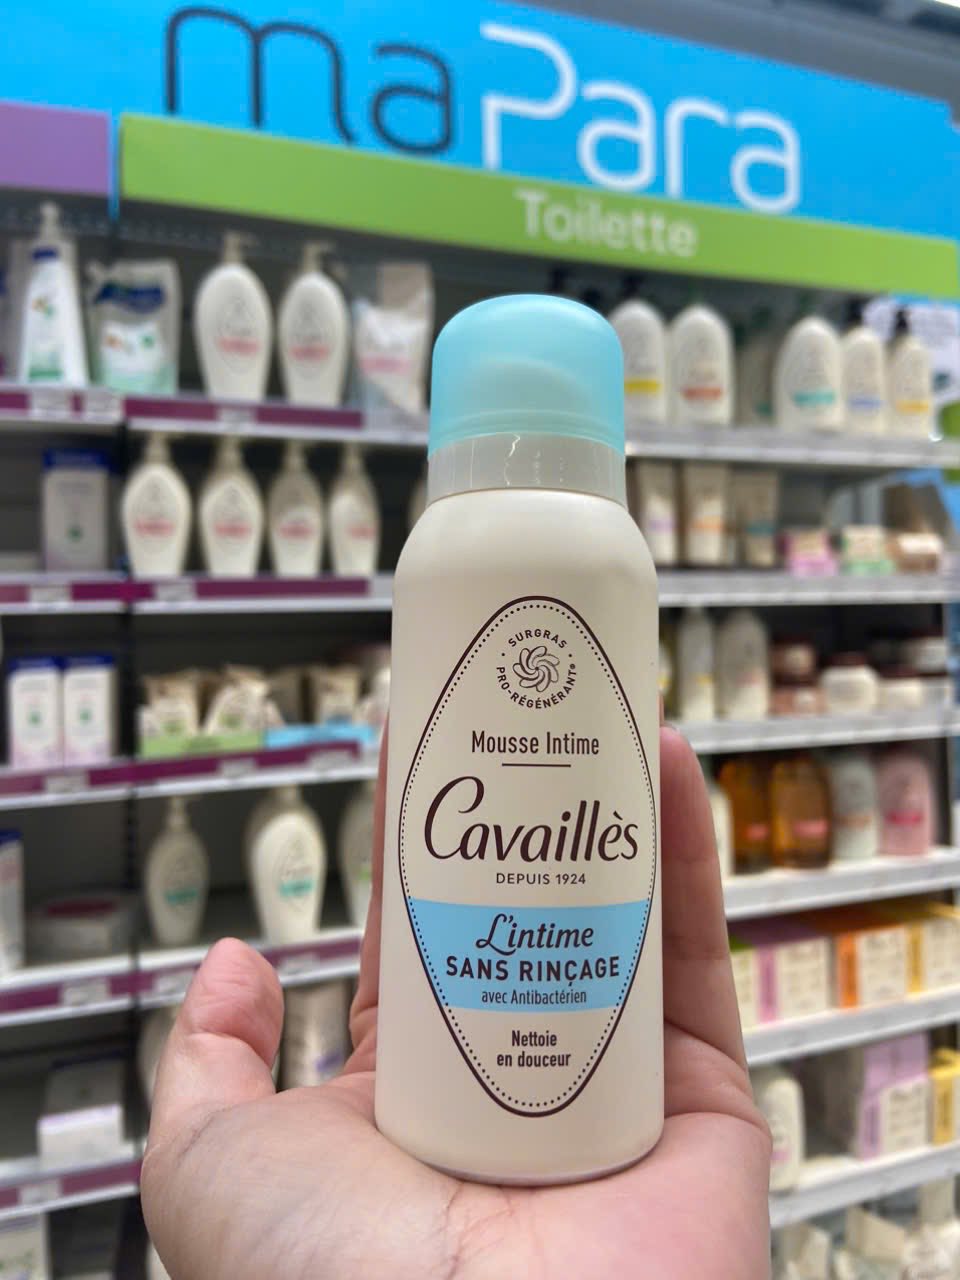 maPara
Toilette
SURGRAS
PRO-RÉGÉNÉRANT®
Mousse Intime
Cavaillès
DEPUIS 1924
L'intime
SANS RINÇAGE
avec Antibactérien
Nettoie
en douceur